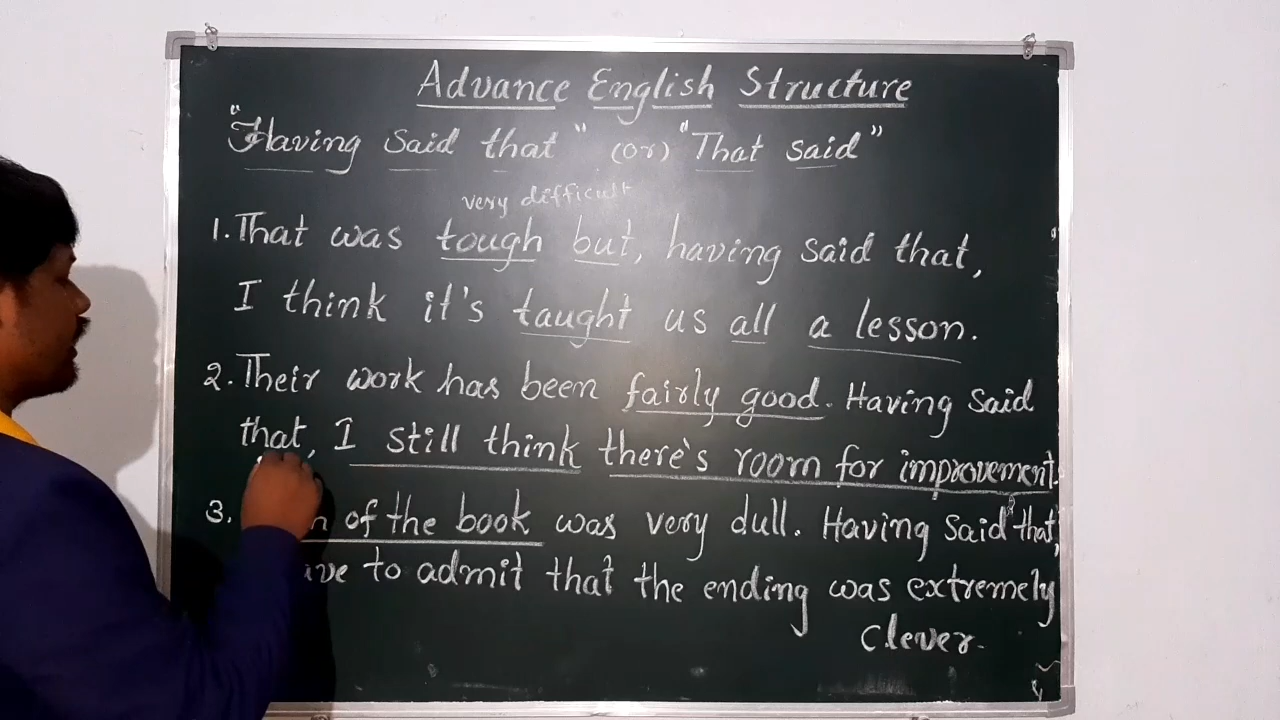 Advance English Structure
"Having said that" (or) "That said"
very difficult
1. That was tough but, having said that,
I think it's taught us all a lesson.
2. Their work has been fairly good. Having said
that, I still think there's room for improvement.
3. of the book was very dull. Having said that,
to admit that the ending was extremely
clever.